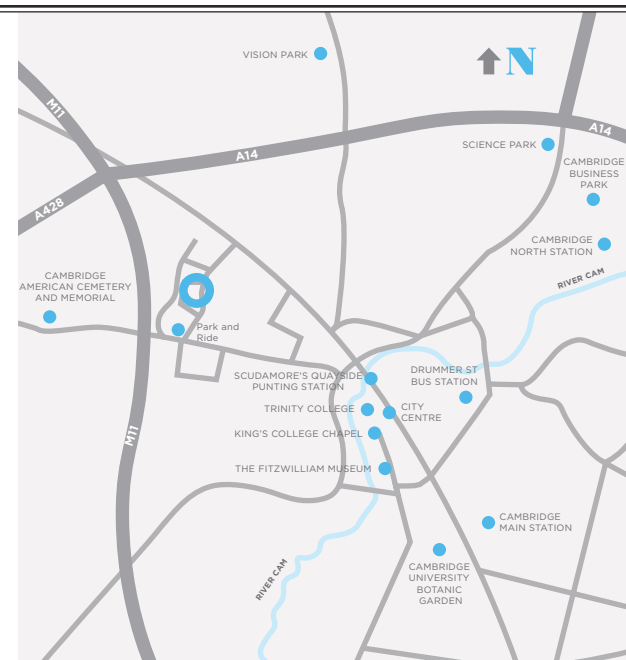 VISION PARK
N
M11
A14
A14
SCIENCE PARK
CAMBRIDGE
BUSINESS
PARK
A428
CAMBRIDGE
NORTH STATION
RIVER CAM
CAMBRIDGE
AMERICAN CEMETERY
AND MEMORIAL
Park and
Ride
SCUDAMORE'S QUAYSIDE
PUNTING STATION
DRUMMER ST
BUS STATION
TRINITY COLLEGE
CITY
CENTRE
KING'S COLLEGE CHAPEL
M11
THE FITZWILLIAM MUSEUM
CAMBRIDGE
MAIN STATION
RIVER CAM
CAMBRIDGE
UNIVERSITY
BOTANIC
GARDEN